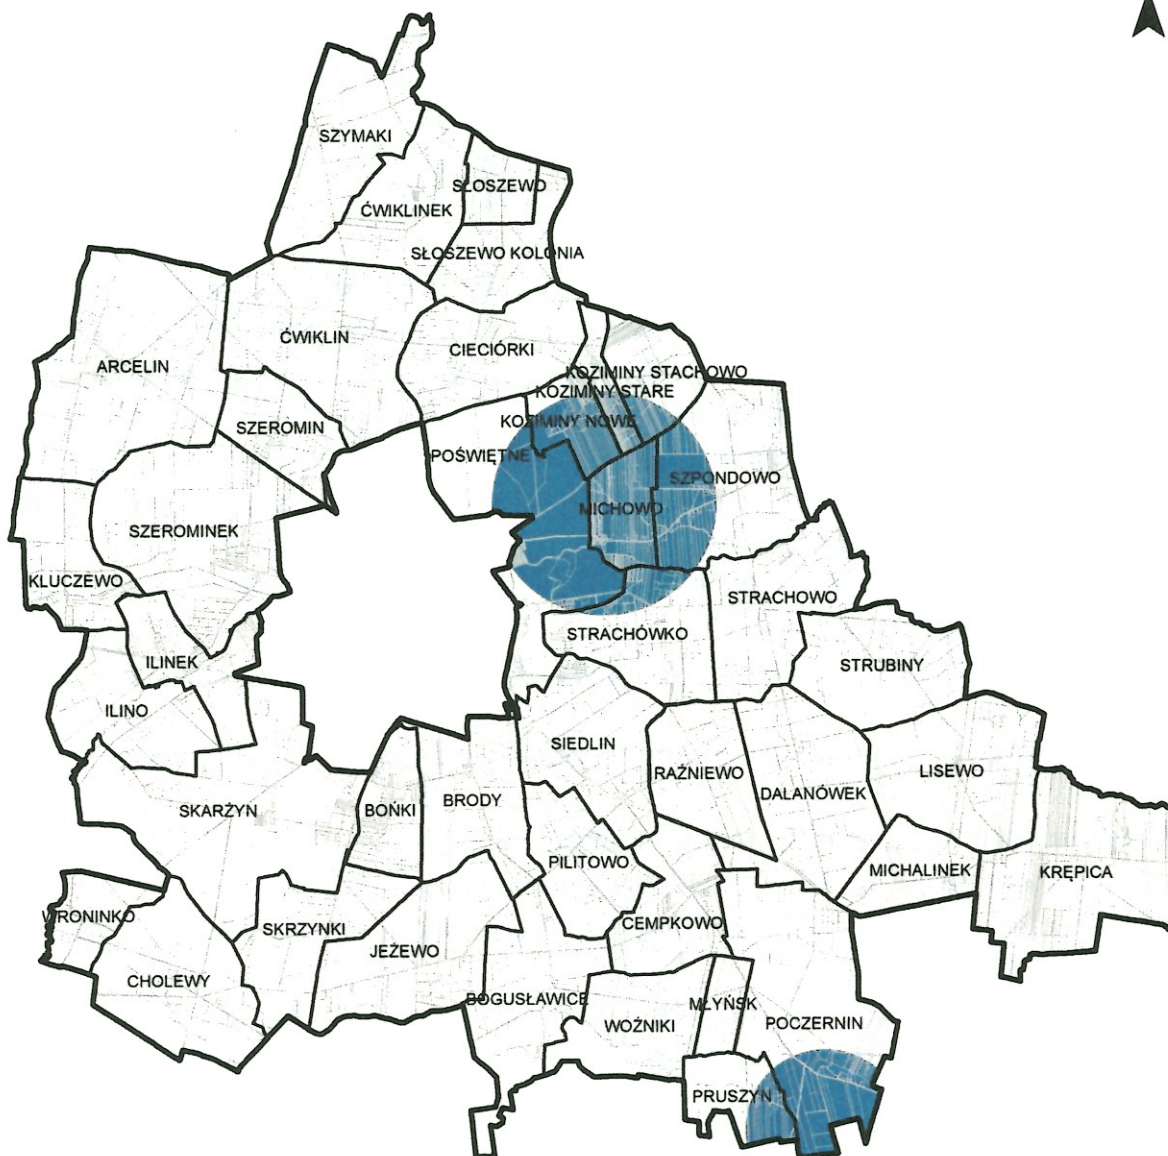 SZYMAKI
SŁOSZEWO
ĆWIKLINEK
SŁOSZEWO KOLONIA
ĆWIKLIN
CIECIÓRKI
ARCELIN
KOZIMINY STACHOWO
KOZIMINY STARE
KOZIMINY NOWE
SZEROMIN
POŚWIĘTNE
SZPONDOWO
MICHOWO
SZEROMINEK
KLUCZEWO
STRACHOWO
STRACHÓWKO
ILINEK
STRUBINY
ILINO
SIEDLIN
RAŹNIEWO
LISEWO
DALANÓWEK
BRODY
BOŃKI
SKARŻYN
PILITOWO
MICHALINEK
KRĘPICA
WRONINKO
CEMPKOWO
SKRZYNKI
JEŻEWO
CHOLEWY
BOGUSŁAWICE
MŁYŃSK
WOŹNIKI
POCZERNIN
PRUSZYN